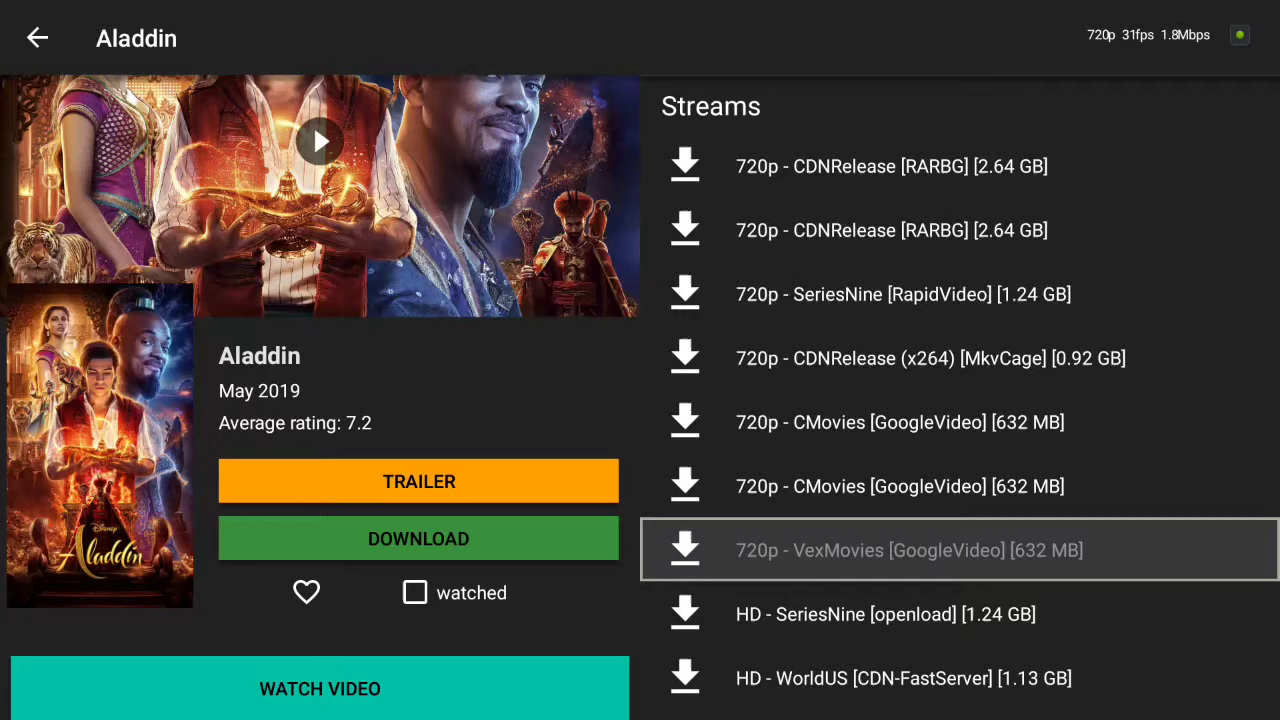 Aladdin
720p 31fps 1.8Mbps
Aladdin
May 2019
Average rating: 7.2
TRAILER
DOWNLOAD
watched
WATCH VIDEO
Disney
Aladdin
Streams
720p - CDNRelease [RARBG] [2.64 GB]
720p - CDNRelease [RARBG] [2.64 GB]
720p - SeriesNine [RapidVideo] [1.24 GB]
720p - CDNRelease (x264) [MkvCage] [0.92 GB]
720p - CMovies [GoogleVideo] [632 MB]
720p - CMovies [GoogleVideo] [632 MB]
720p - VexMovies [GoogleVideo] [632 MB]
HD - SeriesNine [openload] [1.24 GB]
HD - WorldUS [CDN-FastServer] [1.13 GB]